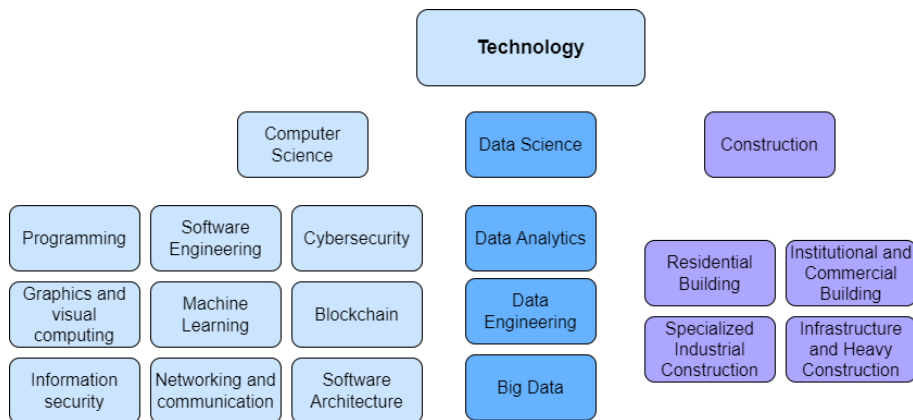 Technology
Computer
Science
Data Science
Construction
Programming
Software
Engineering
Cybersecurity
Data Analytics
Residential
Building
Institutional and
Commercial
Building
Graphics and
visual
computing
Machine
Learning
Blockchain
Data
Engineering
Specialized
Industrial
Construction
Infrastructure
and Heavy
Construction
Information
security
Networking and
communication
Software
Architecture
Big Data